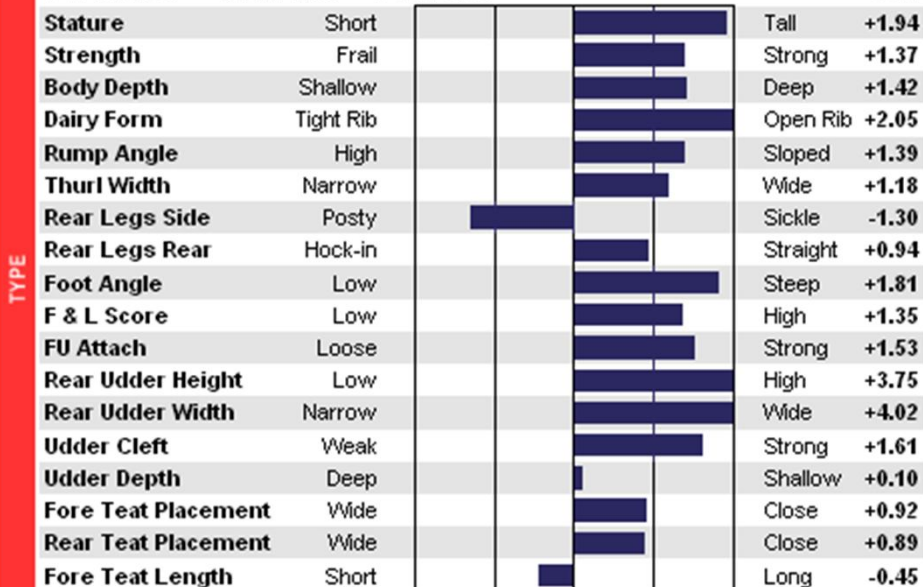 TYPE
Stature Short Tall +1.94
Strength Frail Strong +1.37
Body Depth Shallow Deep +1.42
Dairy Form Tight Rib Open Rib +2.05
Rump Angle High Sloped +1.39
Thurl Width Narrow Wide +1.18
Rear Legs Side Posty Sickle -1.30
Rear Legs Rear Hock-in Straight +0.94
Foot Angle Low Steep +1.81
F & L Score Low High +1.35
FU Attach Loose Strong +1.53
Rear Udder Height Low High +3.75
Rear Udder Width Narrow Wide +4.02
Udder Cleft Weak Strong +1.61
Udder Depth Deep Shallow +0.10
Fore Teat Placement Wide Close +0.92
Rear Teat Placement Wide Close +0.89
Fore Teat Length Short Long -0.45